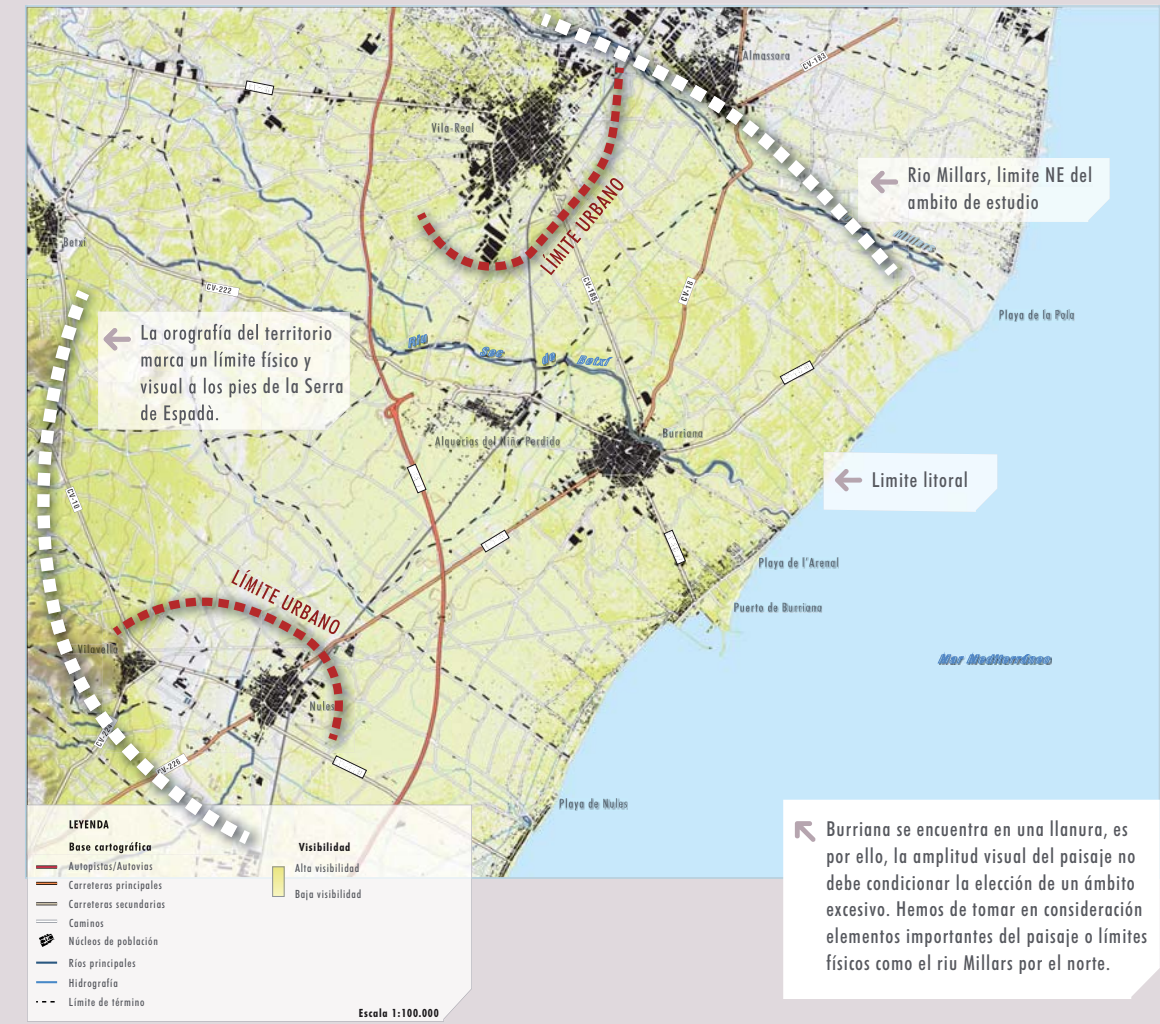 Almassora
CV-183
Vila-Real
LÍMITE URBANO
Rio Millars, limite NE del
ambito de estudio
Millars
Betxi
CV-222
CV-185
CV-18
Playa de la Pola
La orografía del territorio
marca un límite físico y
visual a los pies de la Serra
de Espadà.
Río Sec de Betxí
Alquerias del Niño Perdido
Burriana
Limite litoral
CV-10
Playa de l'Arenal
Puerto de Burriana
LÍMITE URBANO
Vilavella
Mar Mediterráneo
Nules
CV-226
Playa de Nules
LEYENDA
Base cartográfica
Autopistas/Autovias
Carreteras principales
Carreteras secundarias
Caminos
Núcleos de población
Ríos principales
Hidrografía
Límite de término
Visibilidad
Alta visibilidad
Baja visibilidad
Escala 1:100.000
Burriana se encuentra en una llanura, es
por ello, la amplitud visual del paisaje no
debe condicionar la elección de un ámbito
excesivo. Hemos de tomar en consideración
elementos importantes del paisaje o límites
físicos como el riu Millars por el norte.